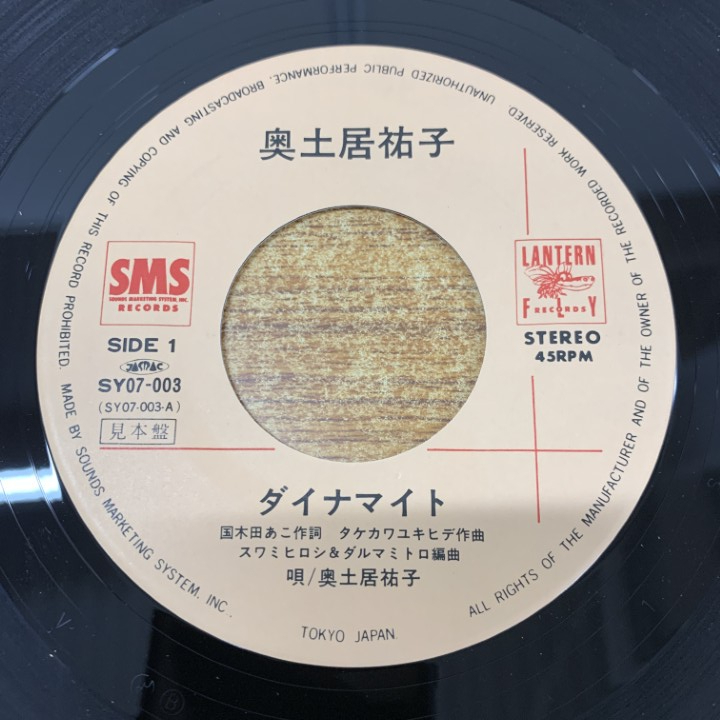 奥土居祐子
SMS
SOUNDS MARKETING SYSTEM, INC.
RECORDS
LANTERN
FLY
RECORDS
SIDE 1
JASRAC
SY07-003
(SY07-003-A)
見本盤
STEREO
45RPM
ダイナマイト
国木田あこ作詞 タケカワユキヒデ作曲
スワミヒロシ&ダルマミトロ編曲
唄/奥土居祐子
TOKYO JAPAN.
MADE BY SOUNDS MARKETING SYSTEM, INC.
ALL RIGHTS OF THE MANUFACTURER AND OF THE OWNER OF THE RECORDED WORK RESERVED. UNAUTHORIZED PUBLIC PERFORMANCE, BROADCASTING AND COPYING OF THIS RECORD PROHIBITED.